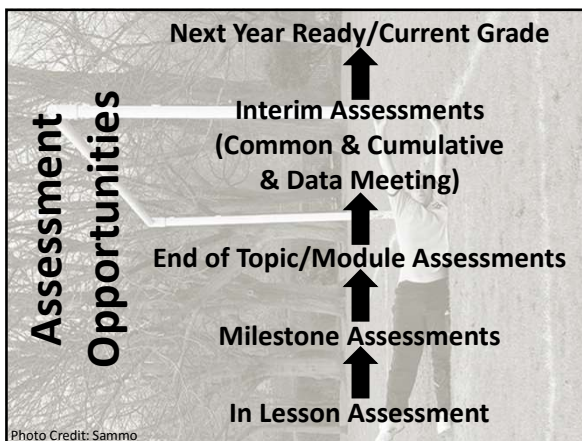 Assessment
Opportunities
Next Year Ready/Current Grade
Interim Assessments
(Common & Cumulative
& Data Meeting)
End of Topic/Module Assessments
Milestone Assessments
In Lesson Assessment
Photo Credit: Sammo